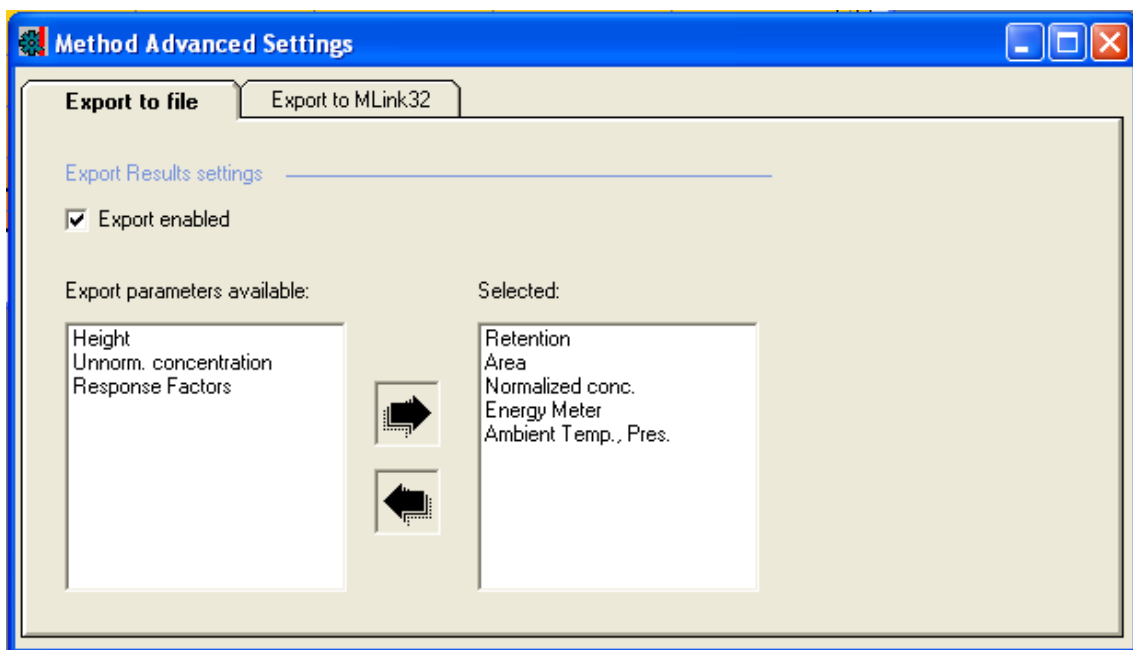 Method Advanced Settings
Export to file
Export to MLink32
Export Results settings
Export enabled
Export parameters available:
Height
Unnorm. concentration
Response Factors
Selected:
Retention
Area
Normalized conc.
Energy Meter
Ambient Temp., Pres.